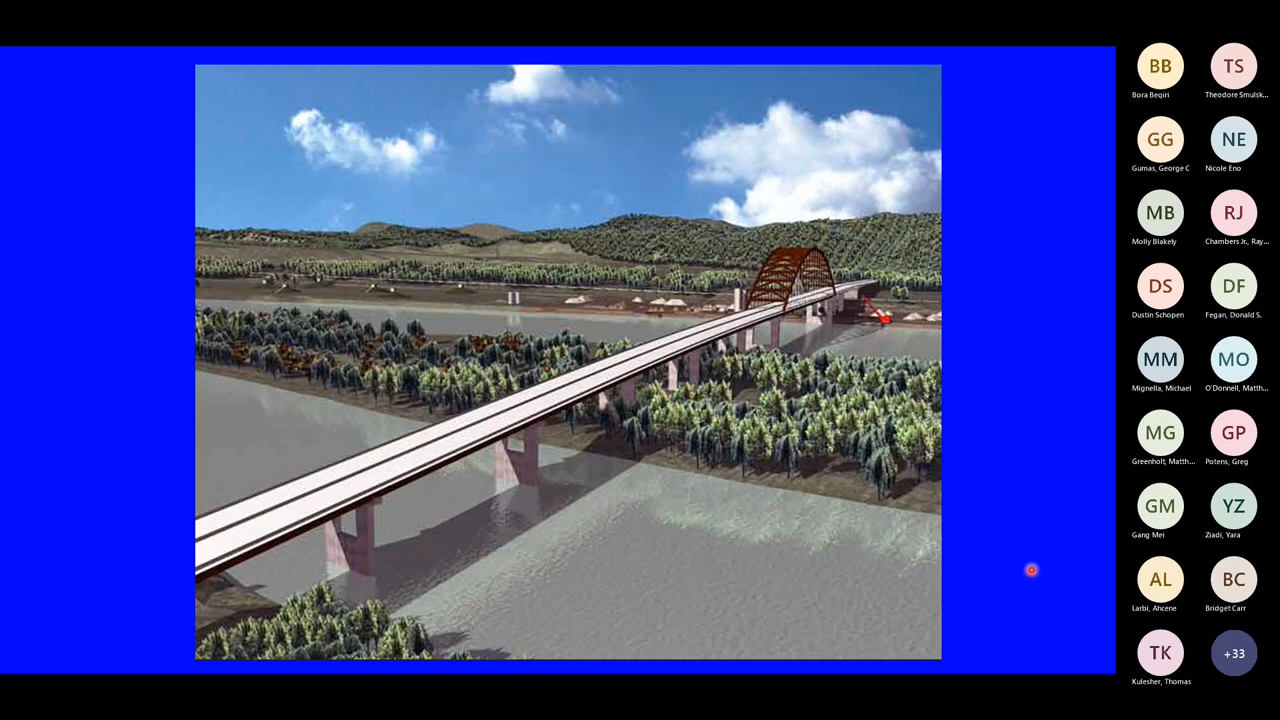 BB
TS
Bora Beqiri
Theodore Smulsk...
GG
NE
Gumas, George C
Nicole Eno
MB
RJ
Molly Blakely
Chambers Jr., Ray...
DS
DF
Dustin Schopen
Fegan, Donald S.
MM
MO
Mignella, Michael
O'Donnell, Matth...
MG
GP
Greenholt, Matth...
Potens, Greg
GM
YZ
Gang Mei
Ziadi, Yara
AL
BC
Larbi, Ahcene
Bridget Carr
TK
+33
Kulesher, Thomas